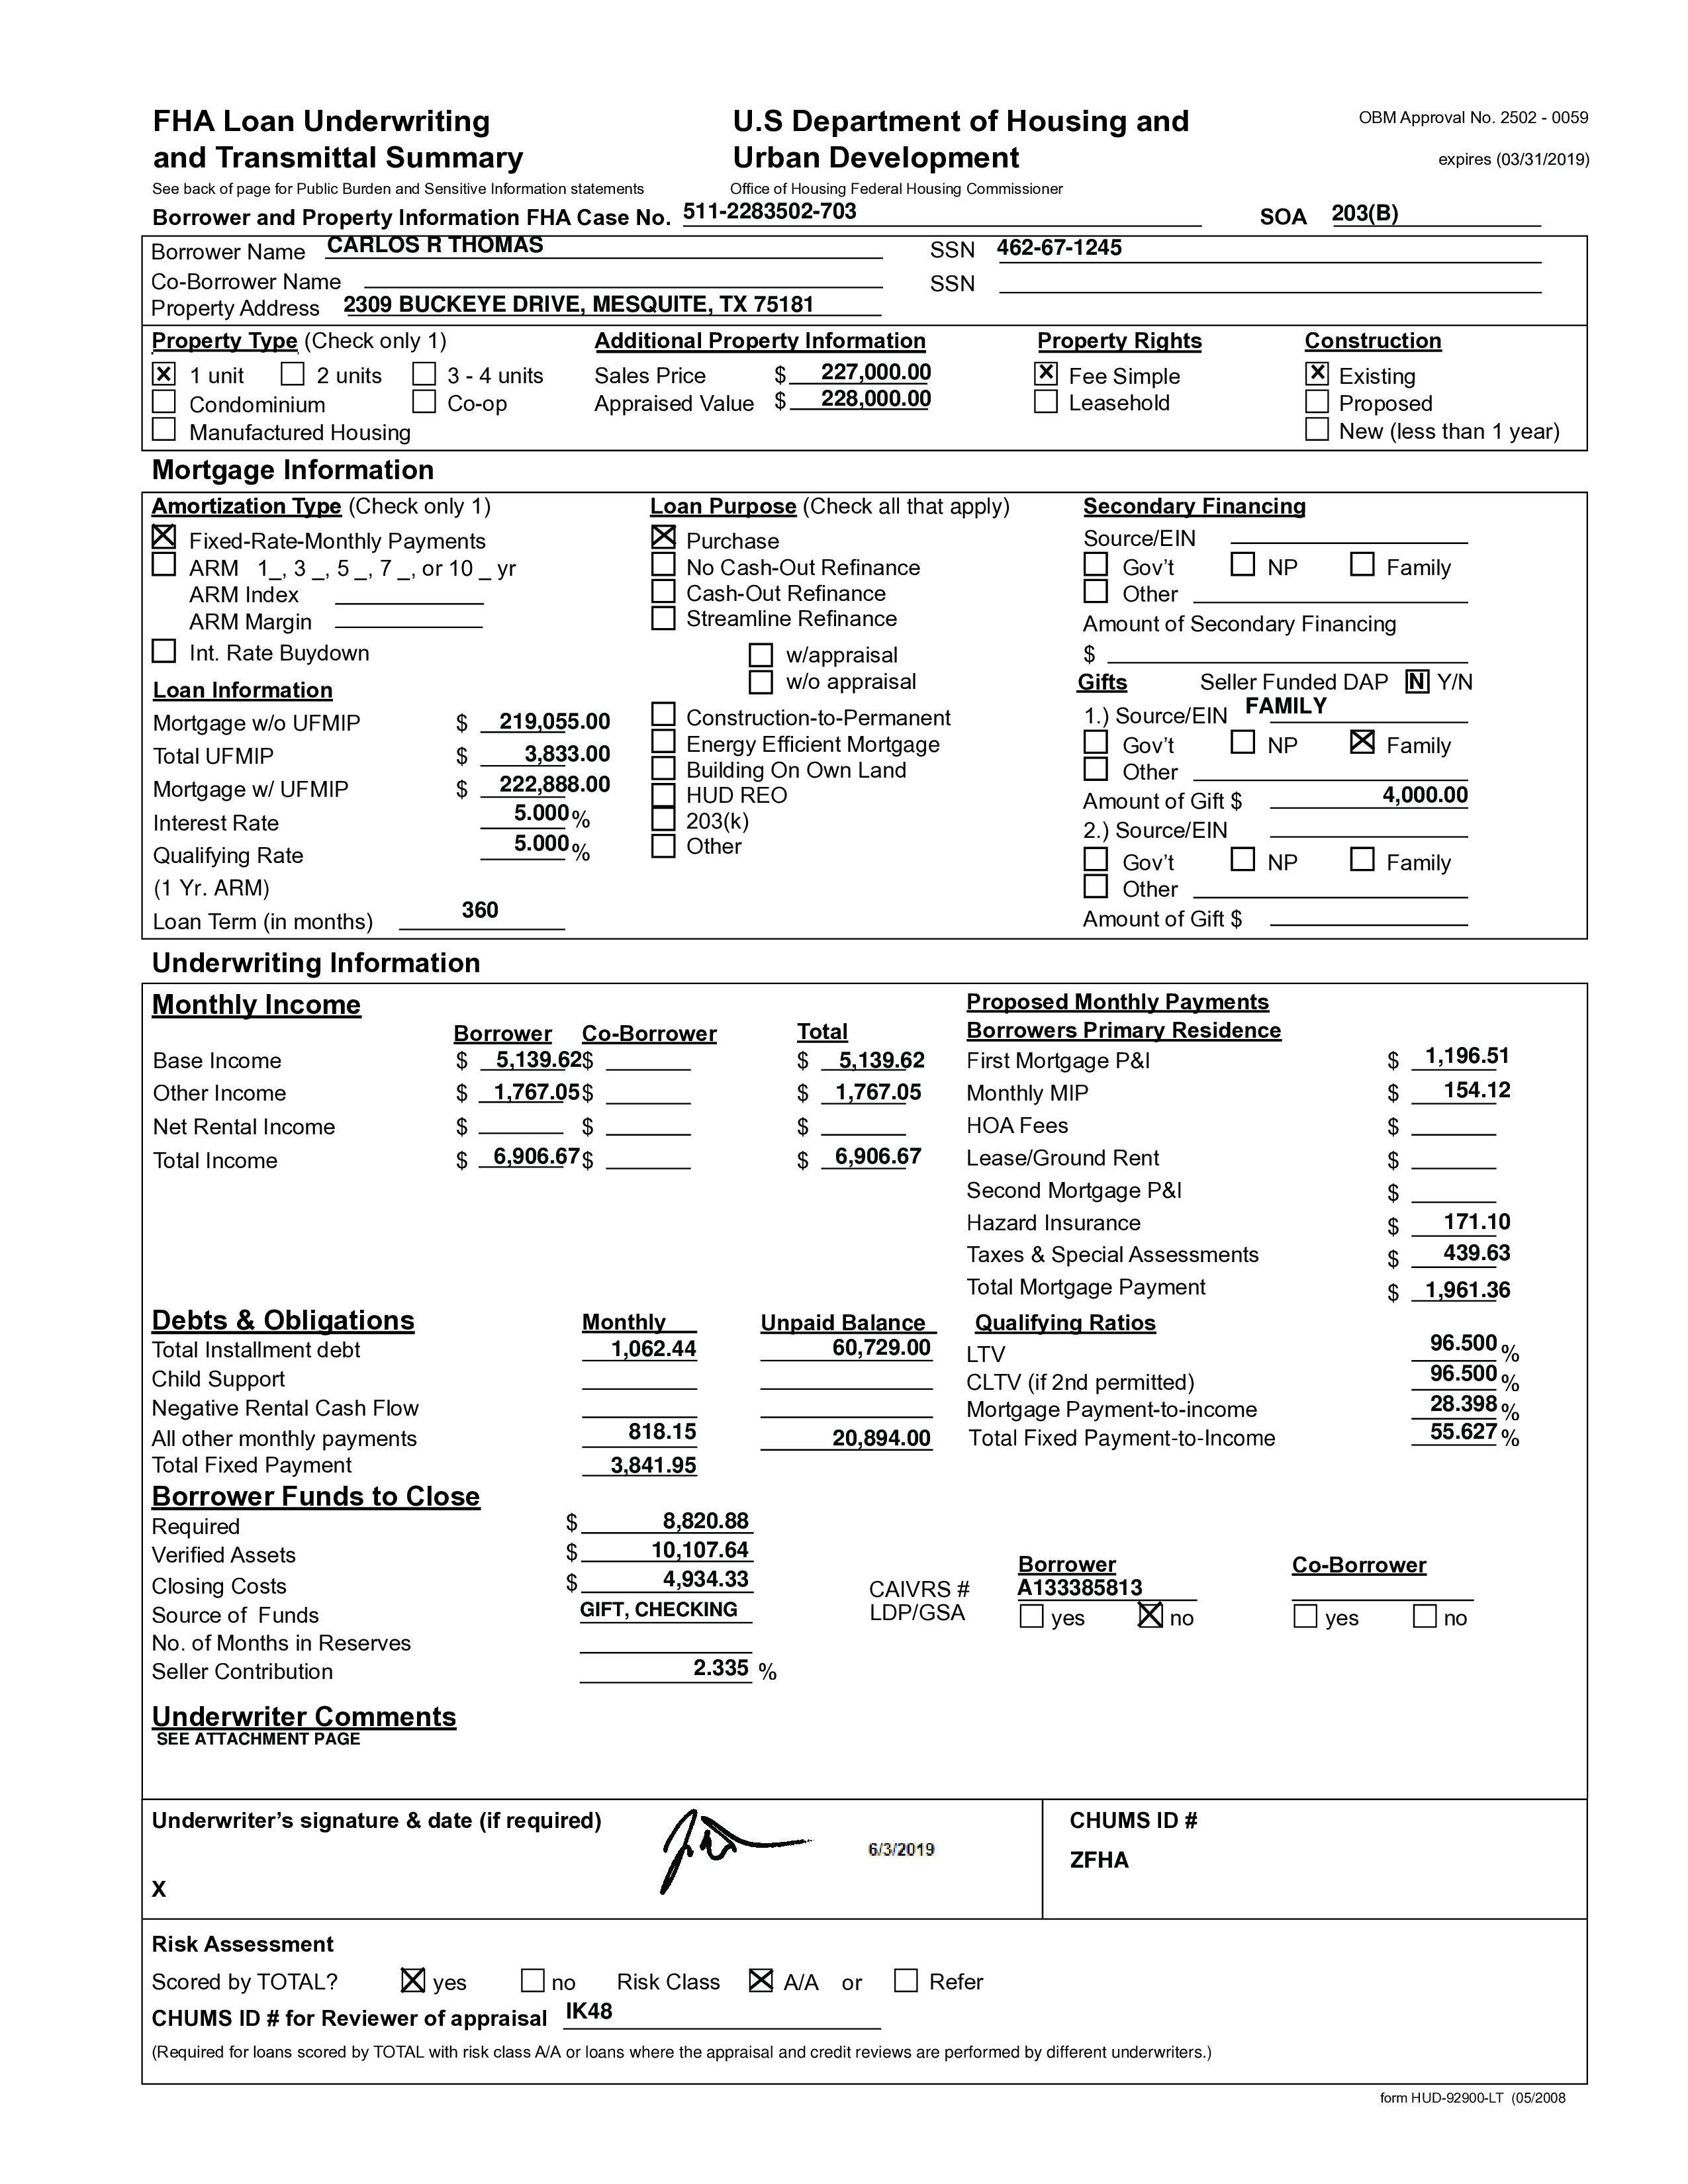 FHA Loan Underwriting
and Transmittal Summary
See back of page for Public Burden and Sensitive Information statements
U.S Department of Housing and
Urban Development
Office of Housing Federal Housing Commissioner
OBM Approval No. 2502 - 0059
expires (03/31/2019)
Borrower and Property Information FHA Case No. 511-2283502-703 SOA 203(B)
Borrower Name CARLOS R THOMAS SSN 462-67-1245
Co-Borrower Name SSN
Property Address 2309 BUCKEYE DRIVE, MESQUITE, TX 75181
Property Type (Check only 1)
X 1 unit 2 units 3 - 4 units
Condominium Co-op
Manufactured Housing
Additional Property Information
Sales Price $ 227,000.00
Appraised Value $ 228,000.00
Property Rights
X Fee Simple
Leasehold
Construction
X Existing
Proposed
New (less than 1 year)
Mortgage Information
Amortization Type (Check only 1)
X Fixed-Rate-Monthly Payments
ARM 1_, 3 _, 5 _, 7 _, or 10 _ yr
ARM Index
ARM Margin
Int. Rate Buydown
Loan Information
Mortgage w/o UFMIP $ 219,055.00
Total UFMIP $ 3,833.00
Mortgage w/ UFMIP $ 222,888.00
Interest Rate 5.000 %
Qualifying Rate 5.000 %
(1 Yr. ARM)
Loan Term (in months) 360
Loan Purpose (Check all that apply)
X Purchase
No Cash-Out Refinance
Cash-Out Refinance
Streamline Refinance
w/appraisal
w/o appraisal
Construction-to-Permanent
Energy Efficient Mortgage
Building On Own Land
HUD REO
203(k)
Other
Secondary Financing
Source/EIN
Gov't NP Family
Other
Amount of Secondary Financing
$
Gifts Seller Funded DAP N Y/N
1.) Source/EIN FAMILY
Gov't NP X Family
Other
Amount of Gift $ 4,000.00
2.) Source/EIN
Gov't NP Family
Other
Amount of Gift $
Underwriting Information
Monthly Income
Borrower Co-Borrower Total
Base Income $ 5,139.62 $ $ 5,139.62
Other Income $ 1,767.05 $ $ 1,767.05
Net Rental Income $ $ $
Total Income $ 6,906.67 $ $ 6,906.67
Proposed Monthly Payments
Borrowers Primary Residence
First Mortgage P&I $ 1,196.51
Monthly MIP $ 154.12
HOA Fees $
Lease/Ground Rent $
Second Mortgage P&I $
Hazard Insurance $ 171.10
Taxes & Special Assessments $ 439.63
Total Mortgage Payment $ 1,961.36
Debts & Obligations Monthly Unpaid Balance
Total Installment debt 1,062.44 60,729.00
Child Support
Negative Rental Cash Flow
All other monthly payments 818.15 20,894.00
Total Fixed Payment 3,841.95
Qualifying Ratios
LTV 96.500 %
CLTV (if 2nd permitted) 96.500 %
Mortgage Payment-to-income 28.398 %
Total Fixed Payment-to-Income 55.627 %
Borrower Funds to Close
Required $ 8,820.88
Verified Assets $ 10,107.64
Closing Costs $ 4,934.33
Source of Funds GIFT, CHECKING
No. of Months in Reserves
Seller Contribution 2.335 %
Borrower Co-Borrower
CAIVRS # A133385813
LDP/GSA yes X no yes no
Underwriter Comments
SEE ATTACHMENT PAGE
Underwriter's signature & date (if required)
6/3/2019
X
CHUMS ID #
ZFHA
Risk Assessment
Scored by TOTAL? X yes no Risk Class X A/A or Refer
CHUMS ID # for Reviewer of appraisal IK48
(Required for loans scored by TOTAL with risk class A/A or loans where the appraisal and credit reviews are performed by different underwriters.)
form HUD-92900-LT (05/2008